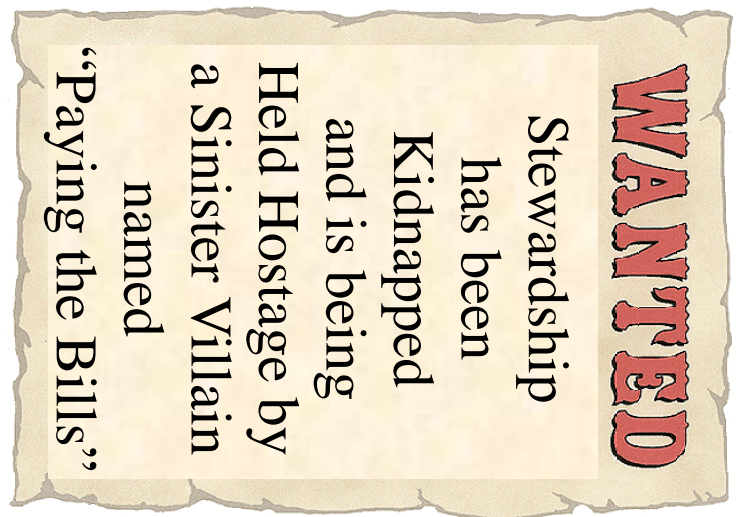 WANTED
Stewardship
has been
Kidnapped
and is being
Held Hostage by
a Sinister Villain
named
“Paying the Bills”